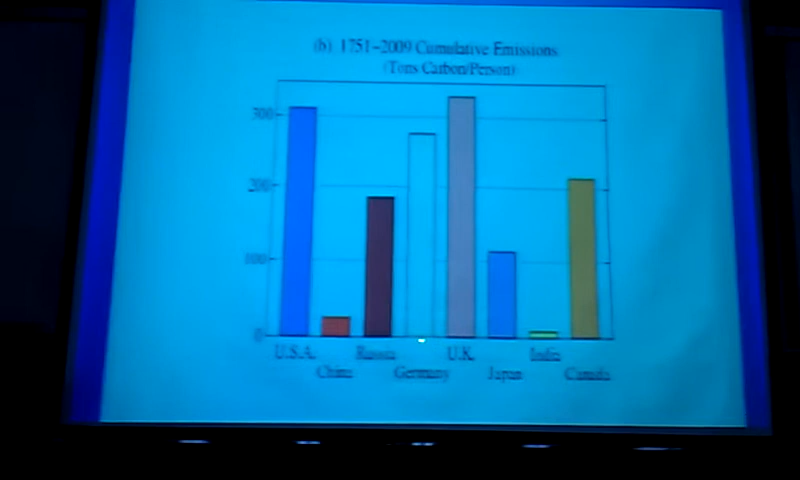 (b) 1751–2009 Cumulative Emissions
(Tons Carbon/Person)
300
200
100
0
U.S.A. Russia U.K. India
China Germany Japan Canada